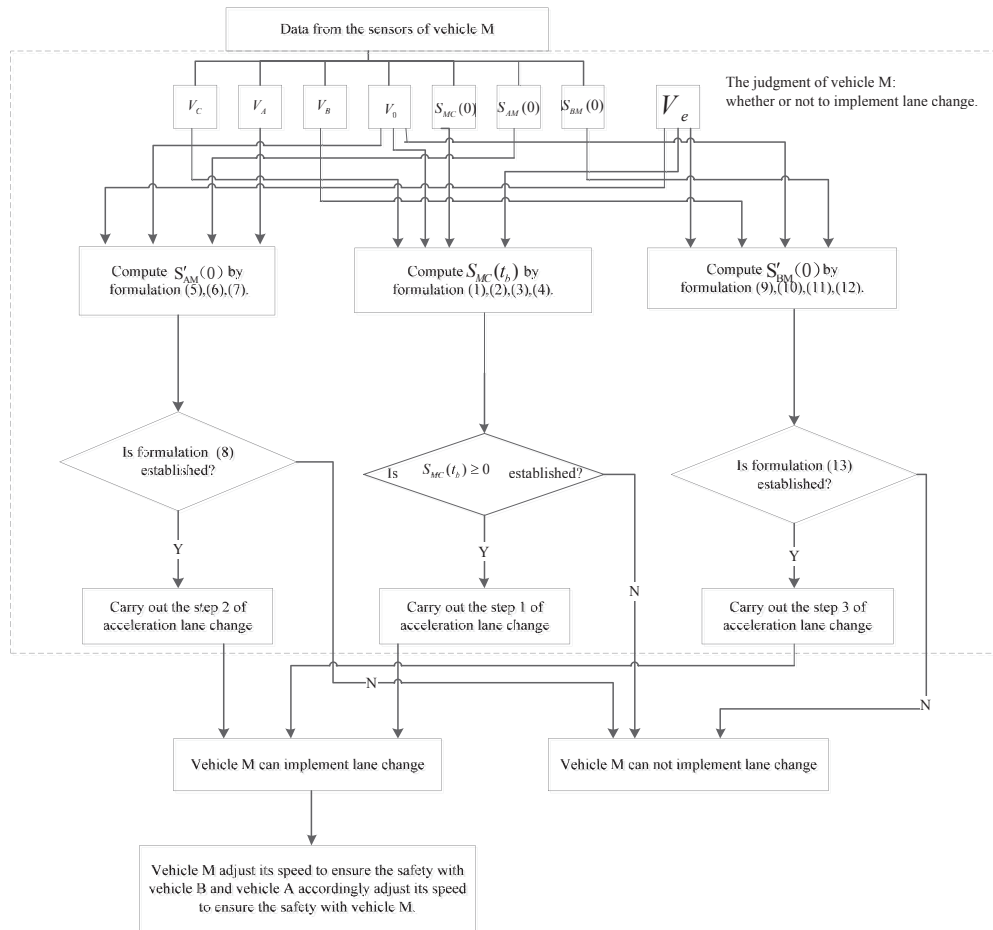 Data from the sensors of vehicle M
The judgment of vehicle M:
whether or not to implement lane change.
V_C
V_A
V_B
V_0
S_MC(0)
S_AM(0)
S_BM(0)
V_e
Compute S′_AM(0) by
formulation (5),(6),(7).
Compute S_MC(t_b) by
formulation (1),(2),(3),(4).
Compute S′_BM(0) by
formulation (9),(10),(11),(12).
Is formulation (8)
established?
Is S_MC(t_b) ≥ 0 established?
Is formulation (13)
established?
Y
Y
Y
N
Carry out the step 2 of
acceleration lane change
Carry out the step 1 of
acceleration lane change
Carry out the step 3 of
acceleration lane change
N
N
Vehicle M can implement lane change
Vehicle M can not implement lane change
Vehicle M adjust its speed to ensure the safety with
vehicle B and vehicle A accordingly adjust its speed
to ensure the safety with vehicle M.